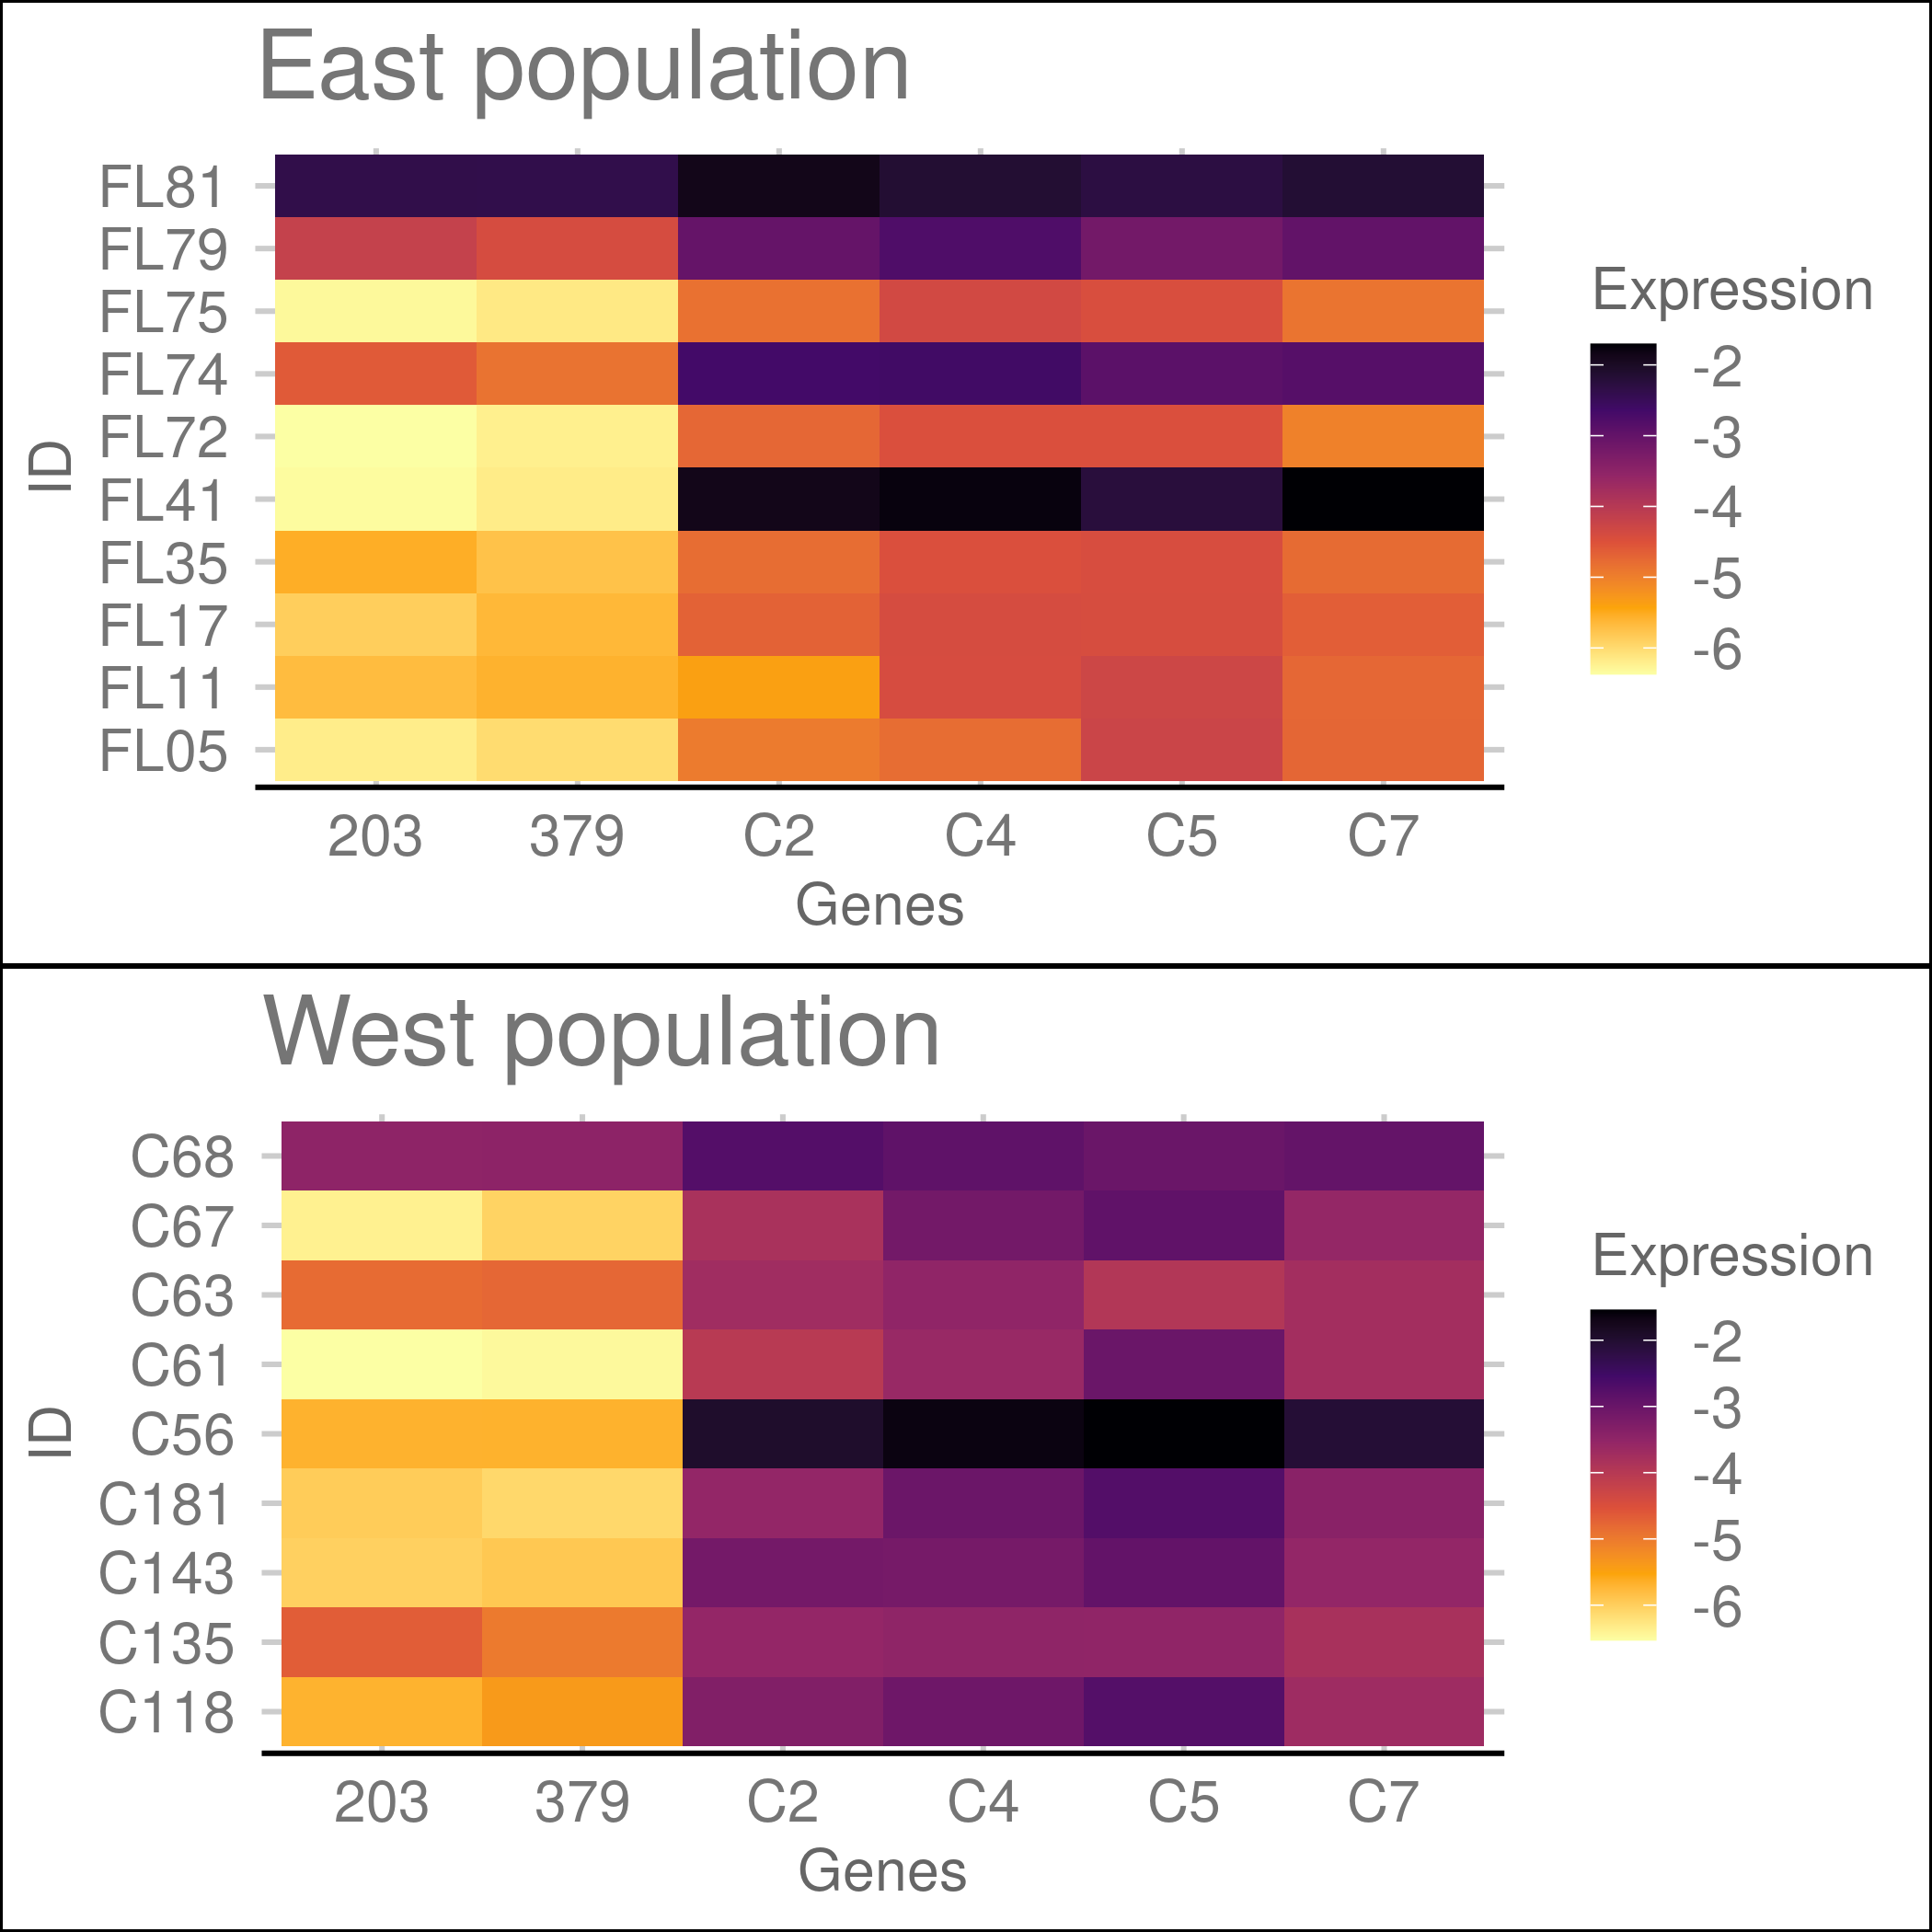 East population
FL81
FL79
FL75
FL74
FL72
FL41
FL35
FL17
FL11
FL05
ID
203 379 C2 C4 C5 C7
Genes
Expression
-2
-3
-4
-5
-6
West population
C68
C67
C63
C61
C56
C181
C143
C135
C118
ID
203 379 C2 C4 C5 C7
Genes
Expression
-2
-3
-4
-5
-6